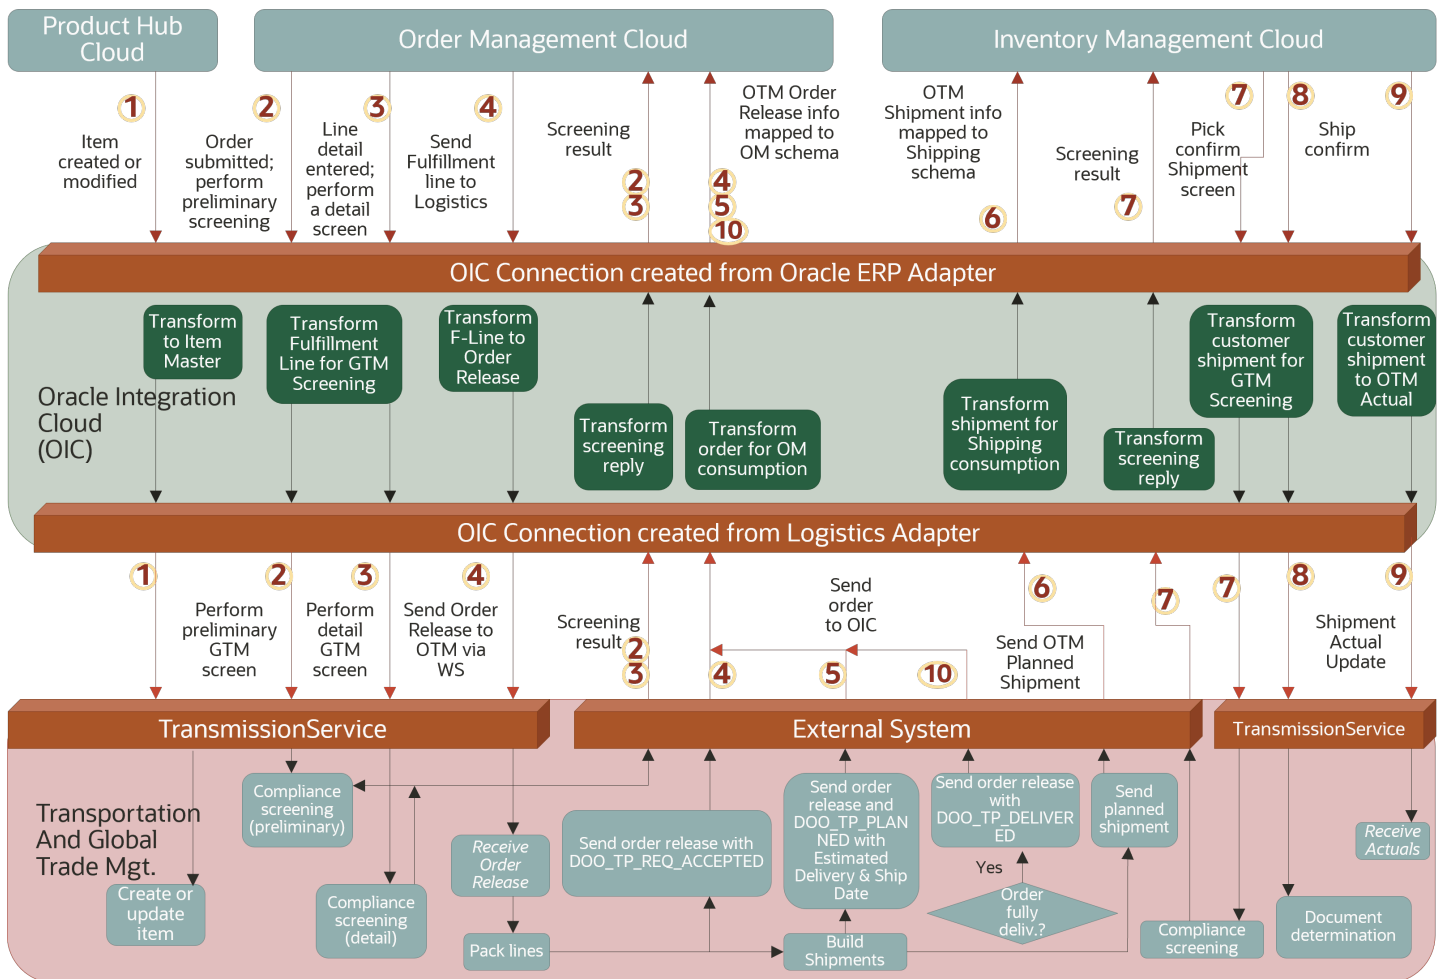 Product Hub
Cloud
Order Management Cloud
Inventory Management Cloud
1
Item
created or
modified
2
Order
submitted;
perform
preliminary
screening
3
Line
detail
entered;
perform
a detail
screen
4
Send
Fulfillment
line to
Logistics
Screening
result
2
3
OTM Order
Release info
mapped to
OM schema
4
5
10
OTM
Shipment info
mapped to
Shipping
schema
6
Screening
result
7
7
Pick
confirm
Shipment
screen
8
Ship
confirm
9
OIC Connection created from Oracle ERP Adapter
Oracle Integration
Cloud
(OIC)
Transform
to Item
Master
Transform
Fulfillment
Line for GTM
Screening
Transform
F-Line to
Order
Release
Transform
screening
reply
Transform
order for OM
consumption
Transform
shipment for
Shipping
consumption
Transform
screening
reply
Transform
customer
shipment for
GTM
Screening
Transform
customer
shipment
to OTM
Actual
OIC Connection created from Logistics Adapter
1
2
Perform
preliminary
GTM
screen
3
Perform
detail
GTM
screen
4
Send Order
Release to
OTM via
WS
Screening
result
2
3
4
Send
order
to OIC
5
10
6
Send OTM
Planned
Shipment
7
7
8
9
Shipment
Actual
Update
TransmissionService
External System
TransmissionService
Transportation
And Global
Trade Mgt.
Create or
update
item
Compliance
screening
(preliminary)
Compliance
screening
(detail)
Receive
Order
Release
Pack lines
Send order release with
DOO_TP_REQ_ACCEPTED
Send order
release and
DOO_TP_PLAN
NED with
Estimated
Delivery & Ship
Date
Build
Shipments
Send order release
with
DOO_TP_DELIVER
ED
Yes
Order
fully
deliv.?
Send
planned
shipment
Compliance
screening
Document
determination
Receive
Actuals